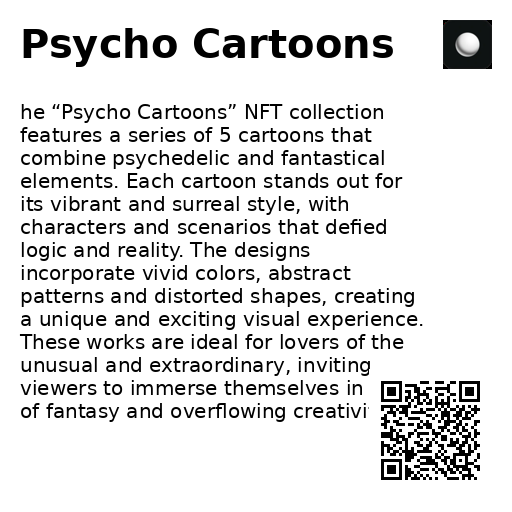 Psycho Cartoons
he “Psycho Cartoons” NFT collection
features a series of 5 cartoons that
combine psychedelic and fantastical
elements. Each cartoon stands out for
its vibrant and surreal style, with
characters and scenarios that defied
logic and reality. The designs
incorporate vivid colors, abstract
patterns and distorted shapes, creating
a unique and exciting visual experience.
These works are ideal for lovers of the
unusual and extraordinary, inviting
viewers to immerse themselves in
of fantasy and overflowing